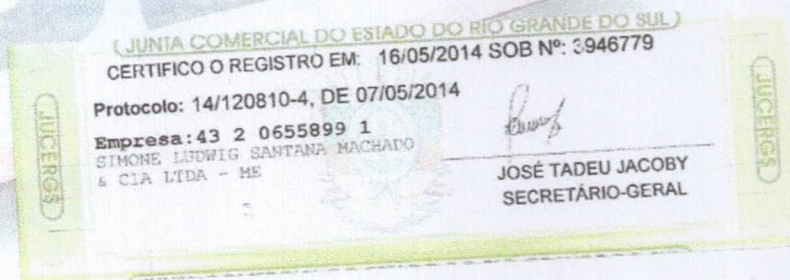 JUNTA COMERCIAL DO ESTADO DO RIO GRANDE DO SUL
CERTIFICO O REGISTRO EM: 16/05/2014 SOB Nº: 3946779
Protocolo: 14/120810-4, DE 07/05/2014
Empresa:43 2 0655899 1
SIMONE LUDWIG SANTANA MACHADO
& CIA LTDA - ME
JOSÉ TADEU JACOBY
SECRETÁRIO-GERAL
JUCERGS
JUCERGS